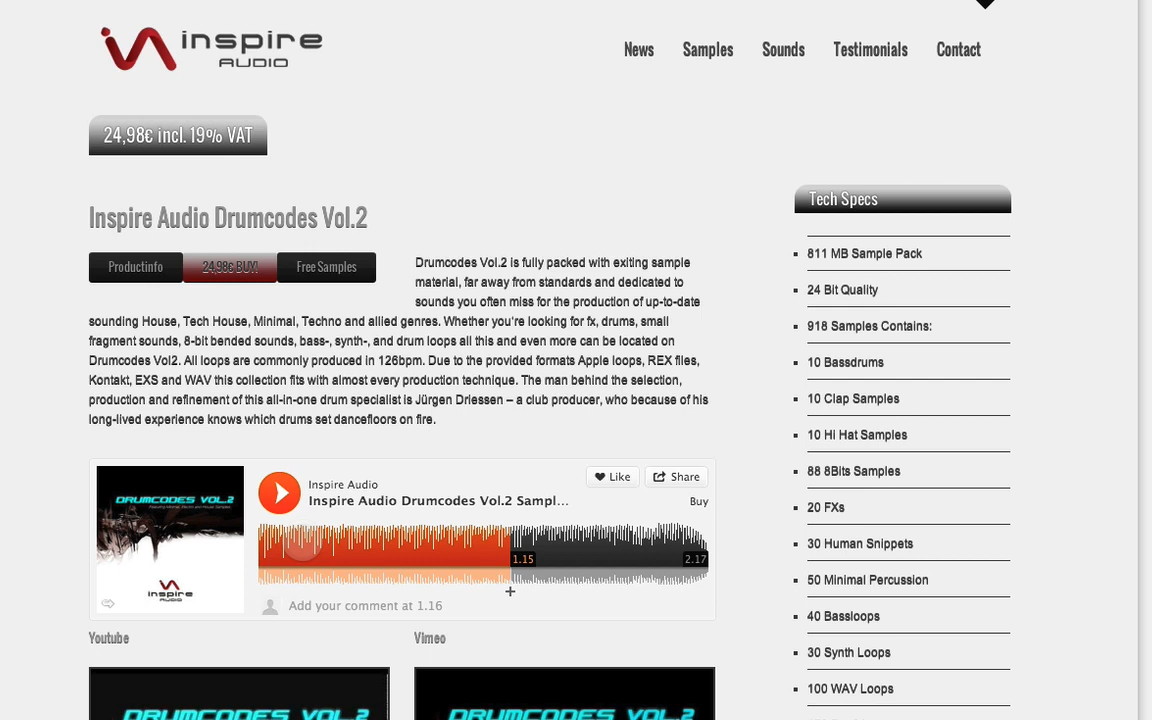 inspire
AUDIO
News Samples Sounds Testimonials Contact
24,98€ incl. 19% VAT
Inspire Audio Drumcodes Vol.2
Productinfo 24,98€ BUY! Free Samples
Drumcodes Vol.2 is fully packed with exiting sample
material, far away from standards and dedicated to
sounds you often miss for the production of up-to-date
sounding House, Tech House, Minimal, Techno and allied genres. Whether you're looking for fx, drums, small
fragment sounds, 8-bit bended sounds, bass-, synth-, and drum loops all this and even more can be located on
Drumcodes Vol2. All loops are commonly produced in 126bpm. Due to the provided formats Apple loops, REX files,
Kontakt, EXS and WAV this collection fits with almost every production technique. The man behind the selection,
production and refinement of this all-in-one drum specialist is Jürgen Driessen – a club producer, who because of his
long-lived experience knows which drums set dancefloors on fire.
DRUMCODES VOL.2
inspire
AUDIO
Inspire Audio
Inspire Audio Drumcodes Vol.2 Sampl...
Like Share
Buy
1.15 2.17
Add your comment at 1.16
Youtube Vimeo
DRUMCODES VOL.2 DRUMCODES VOL.2
Tech Specs
811 MB Sample Pack
24 Bit Quality
918 Samples Contains:
10 Bassdrums
10 Clap Samples
10 Hi Hat Samples
88 8Bits Samples
20 FXs
30 Human Snippets
50 Minimal Percussion
40 Bassloops
30 Synth Loops
100 WAV Loops